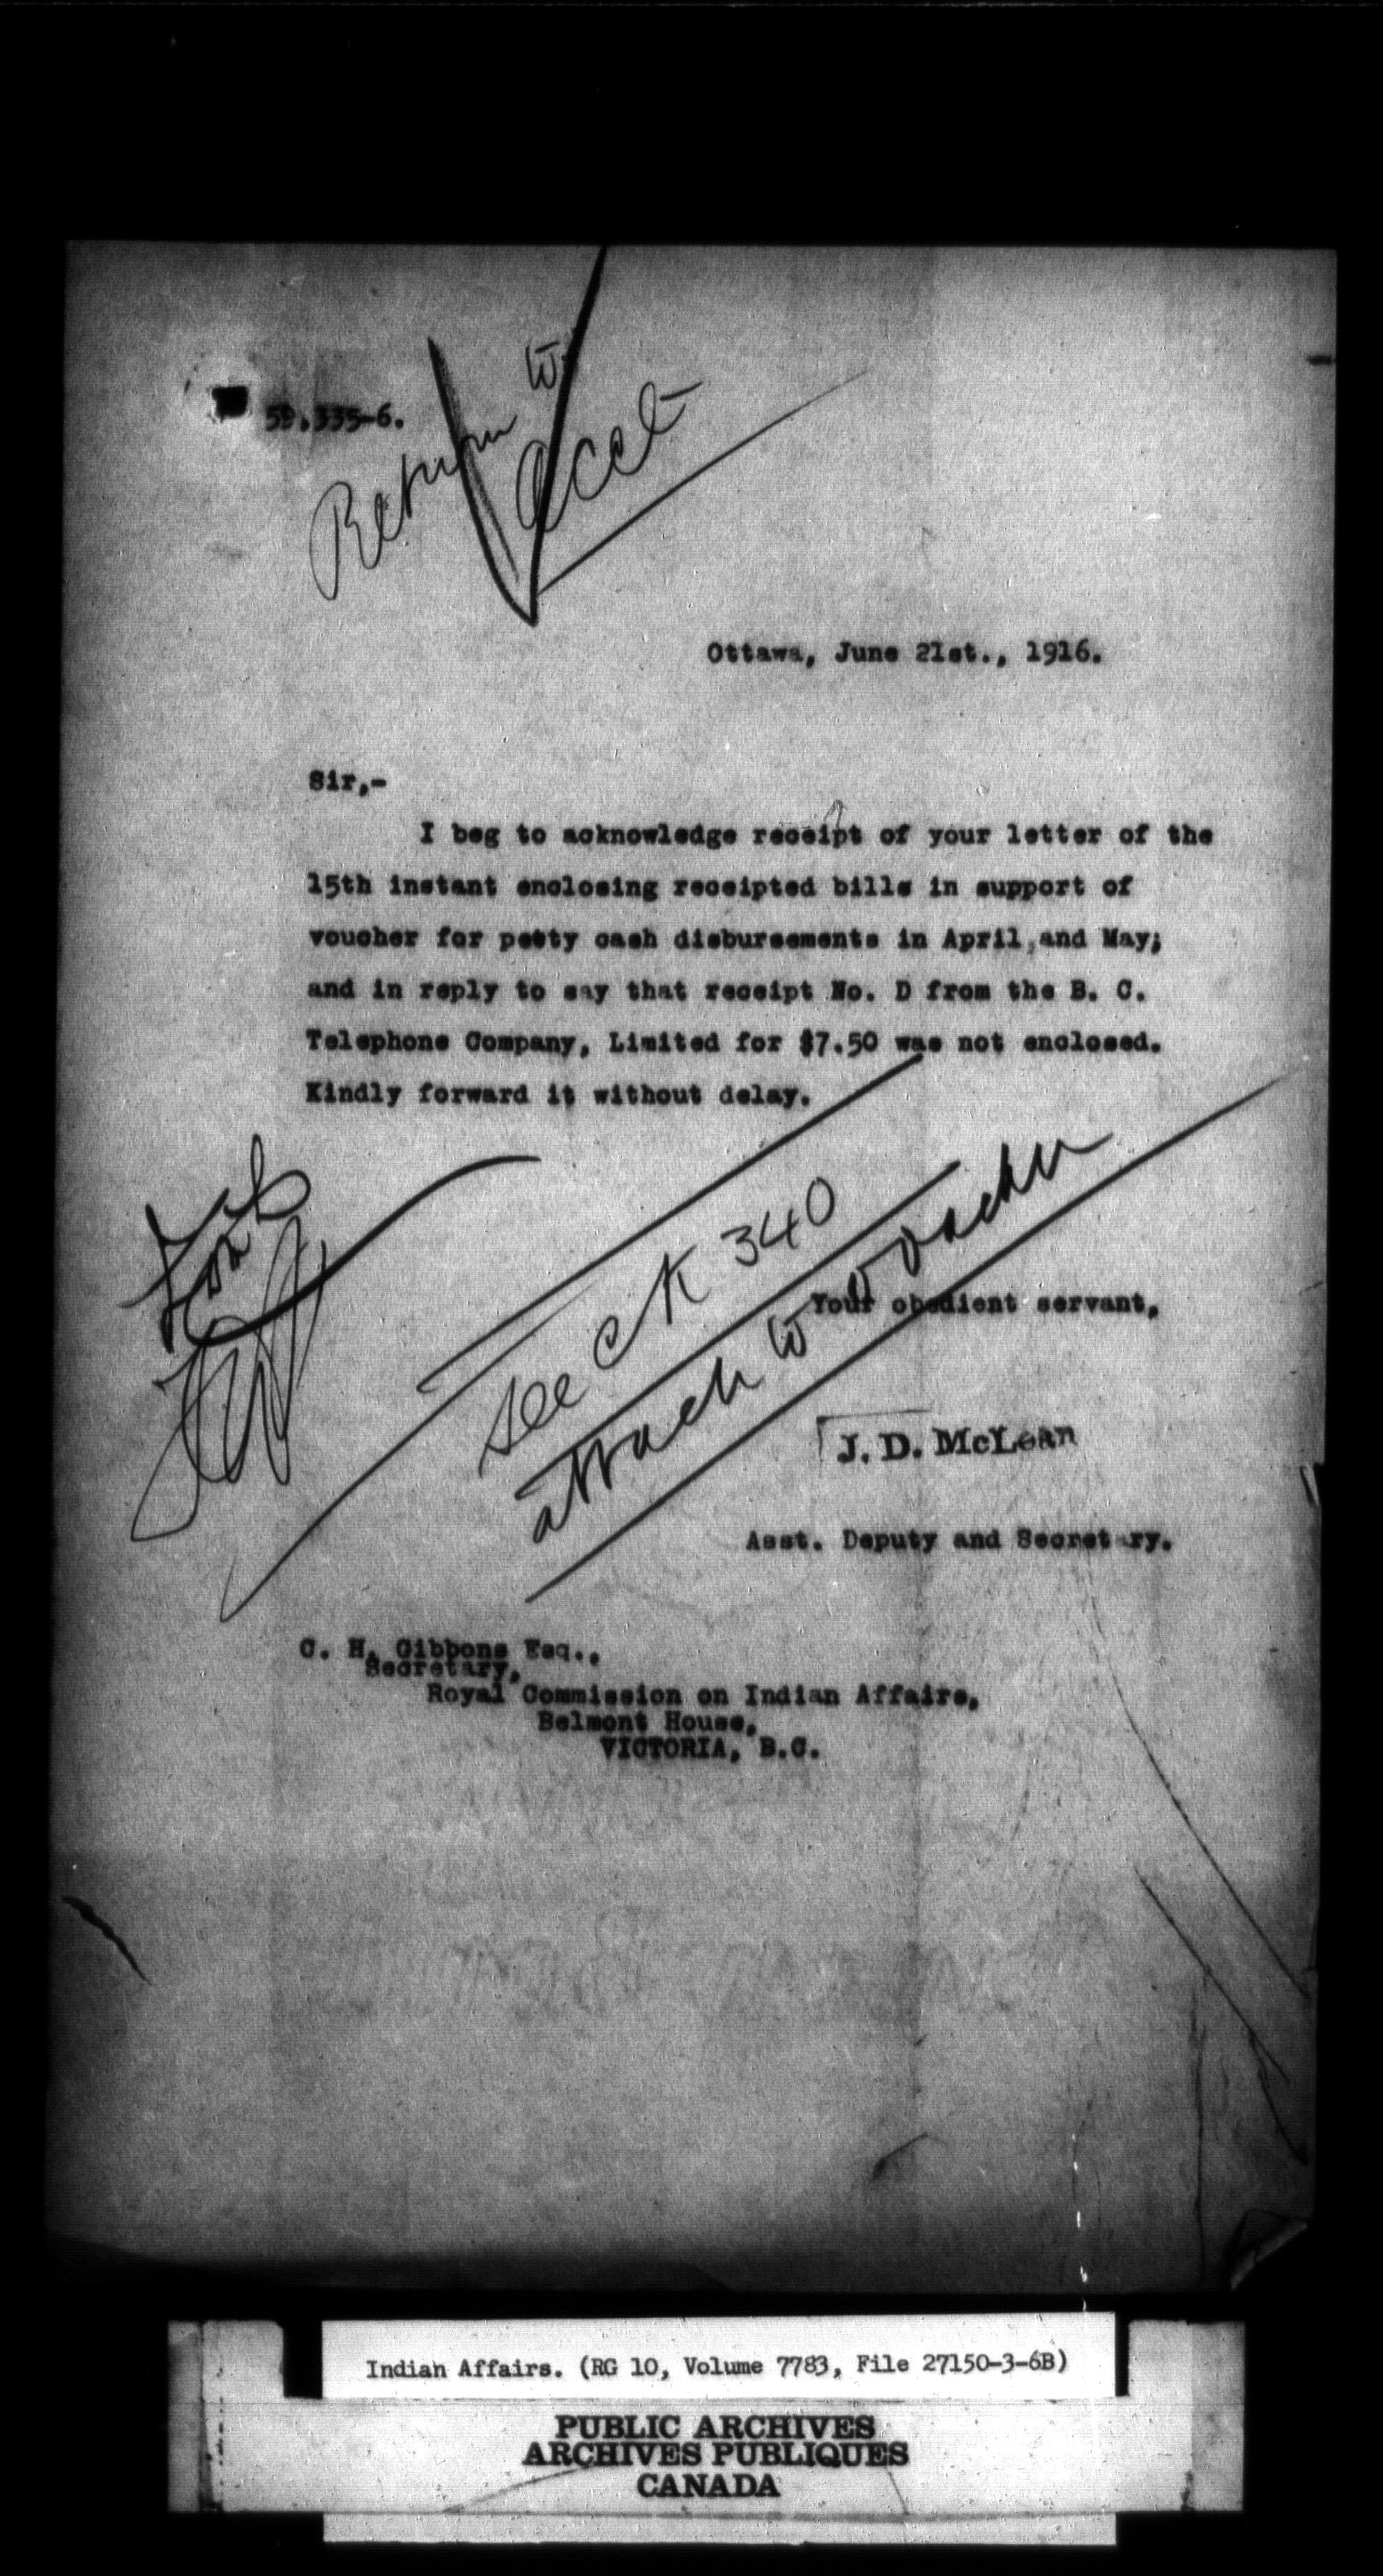 59.335-6.
Return to
acct
Ottawa, June 21st., 1916.
Sir,-
I beg to acknowledge receipt of your letter of the
15th instant enclosing receipted bills in support of
voucher for petty cash disbursements in April,and May;
and in reply to say that receipt No. D from the B. C.
Telephone Company, Limited for $7.50 was not enclosed.
Kindly forward it without delay.
see CK 340
attach to voucher
Your obedient servant,
J. D. McLean
Asst. Deputy and Secretary.
C. H. Gibbons Esq.,
Secretary,
Royal Commission on Indian Affairs,
Belmont House,
VICTORIA, B.C.
Indian Affairs. (RG 10, Volume 7783, File 27150-3-6B)
PUBLIC ARCHIVES
ARCHIVES PUBLIQUES
CANADA